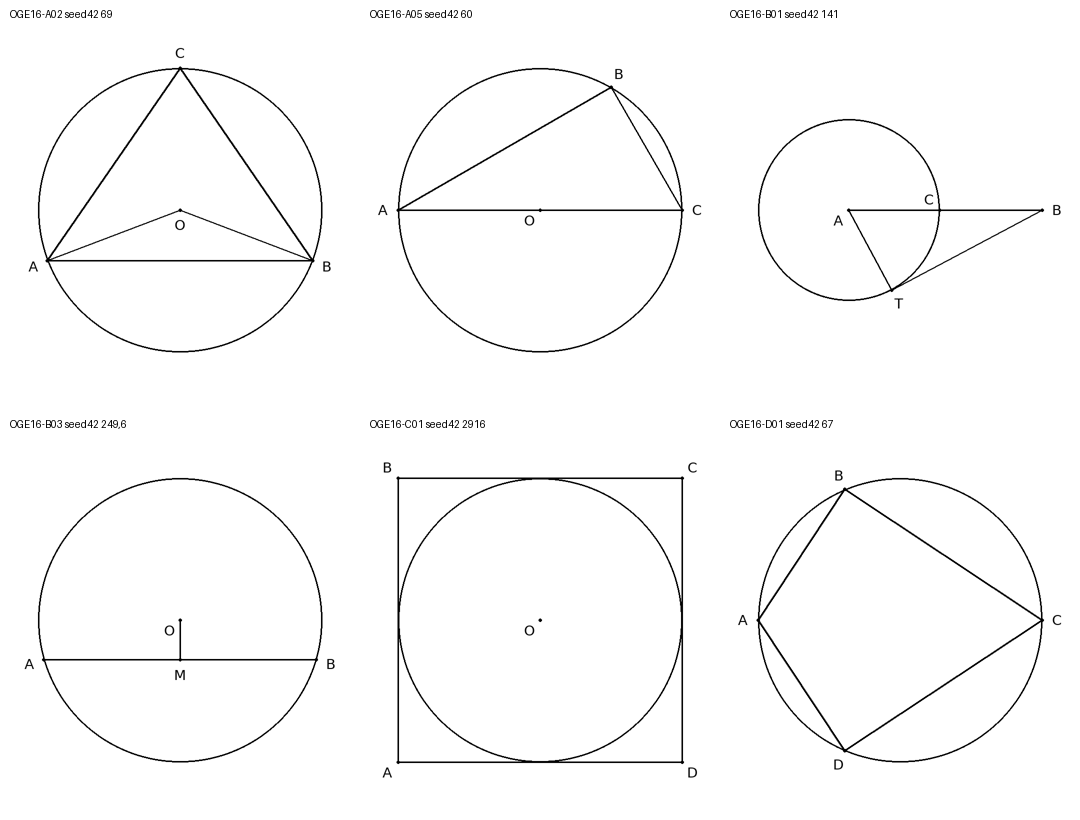 OGE16-A02 seed42 69
OGE16-A05 seed42 60
OGE16-B01 seed42 141
C
O
A
B
B
A
O
C
C
A
B
T
OGE16-B03 seed42 249,6
OGE16-C01 seed42 2916
OGE16-D01 seed42 67
O
A
M
B
B
C
O
A
D
B
A
C
D